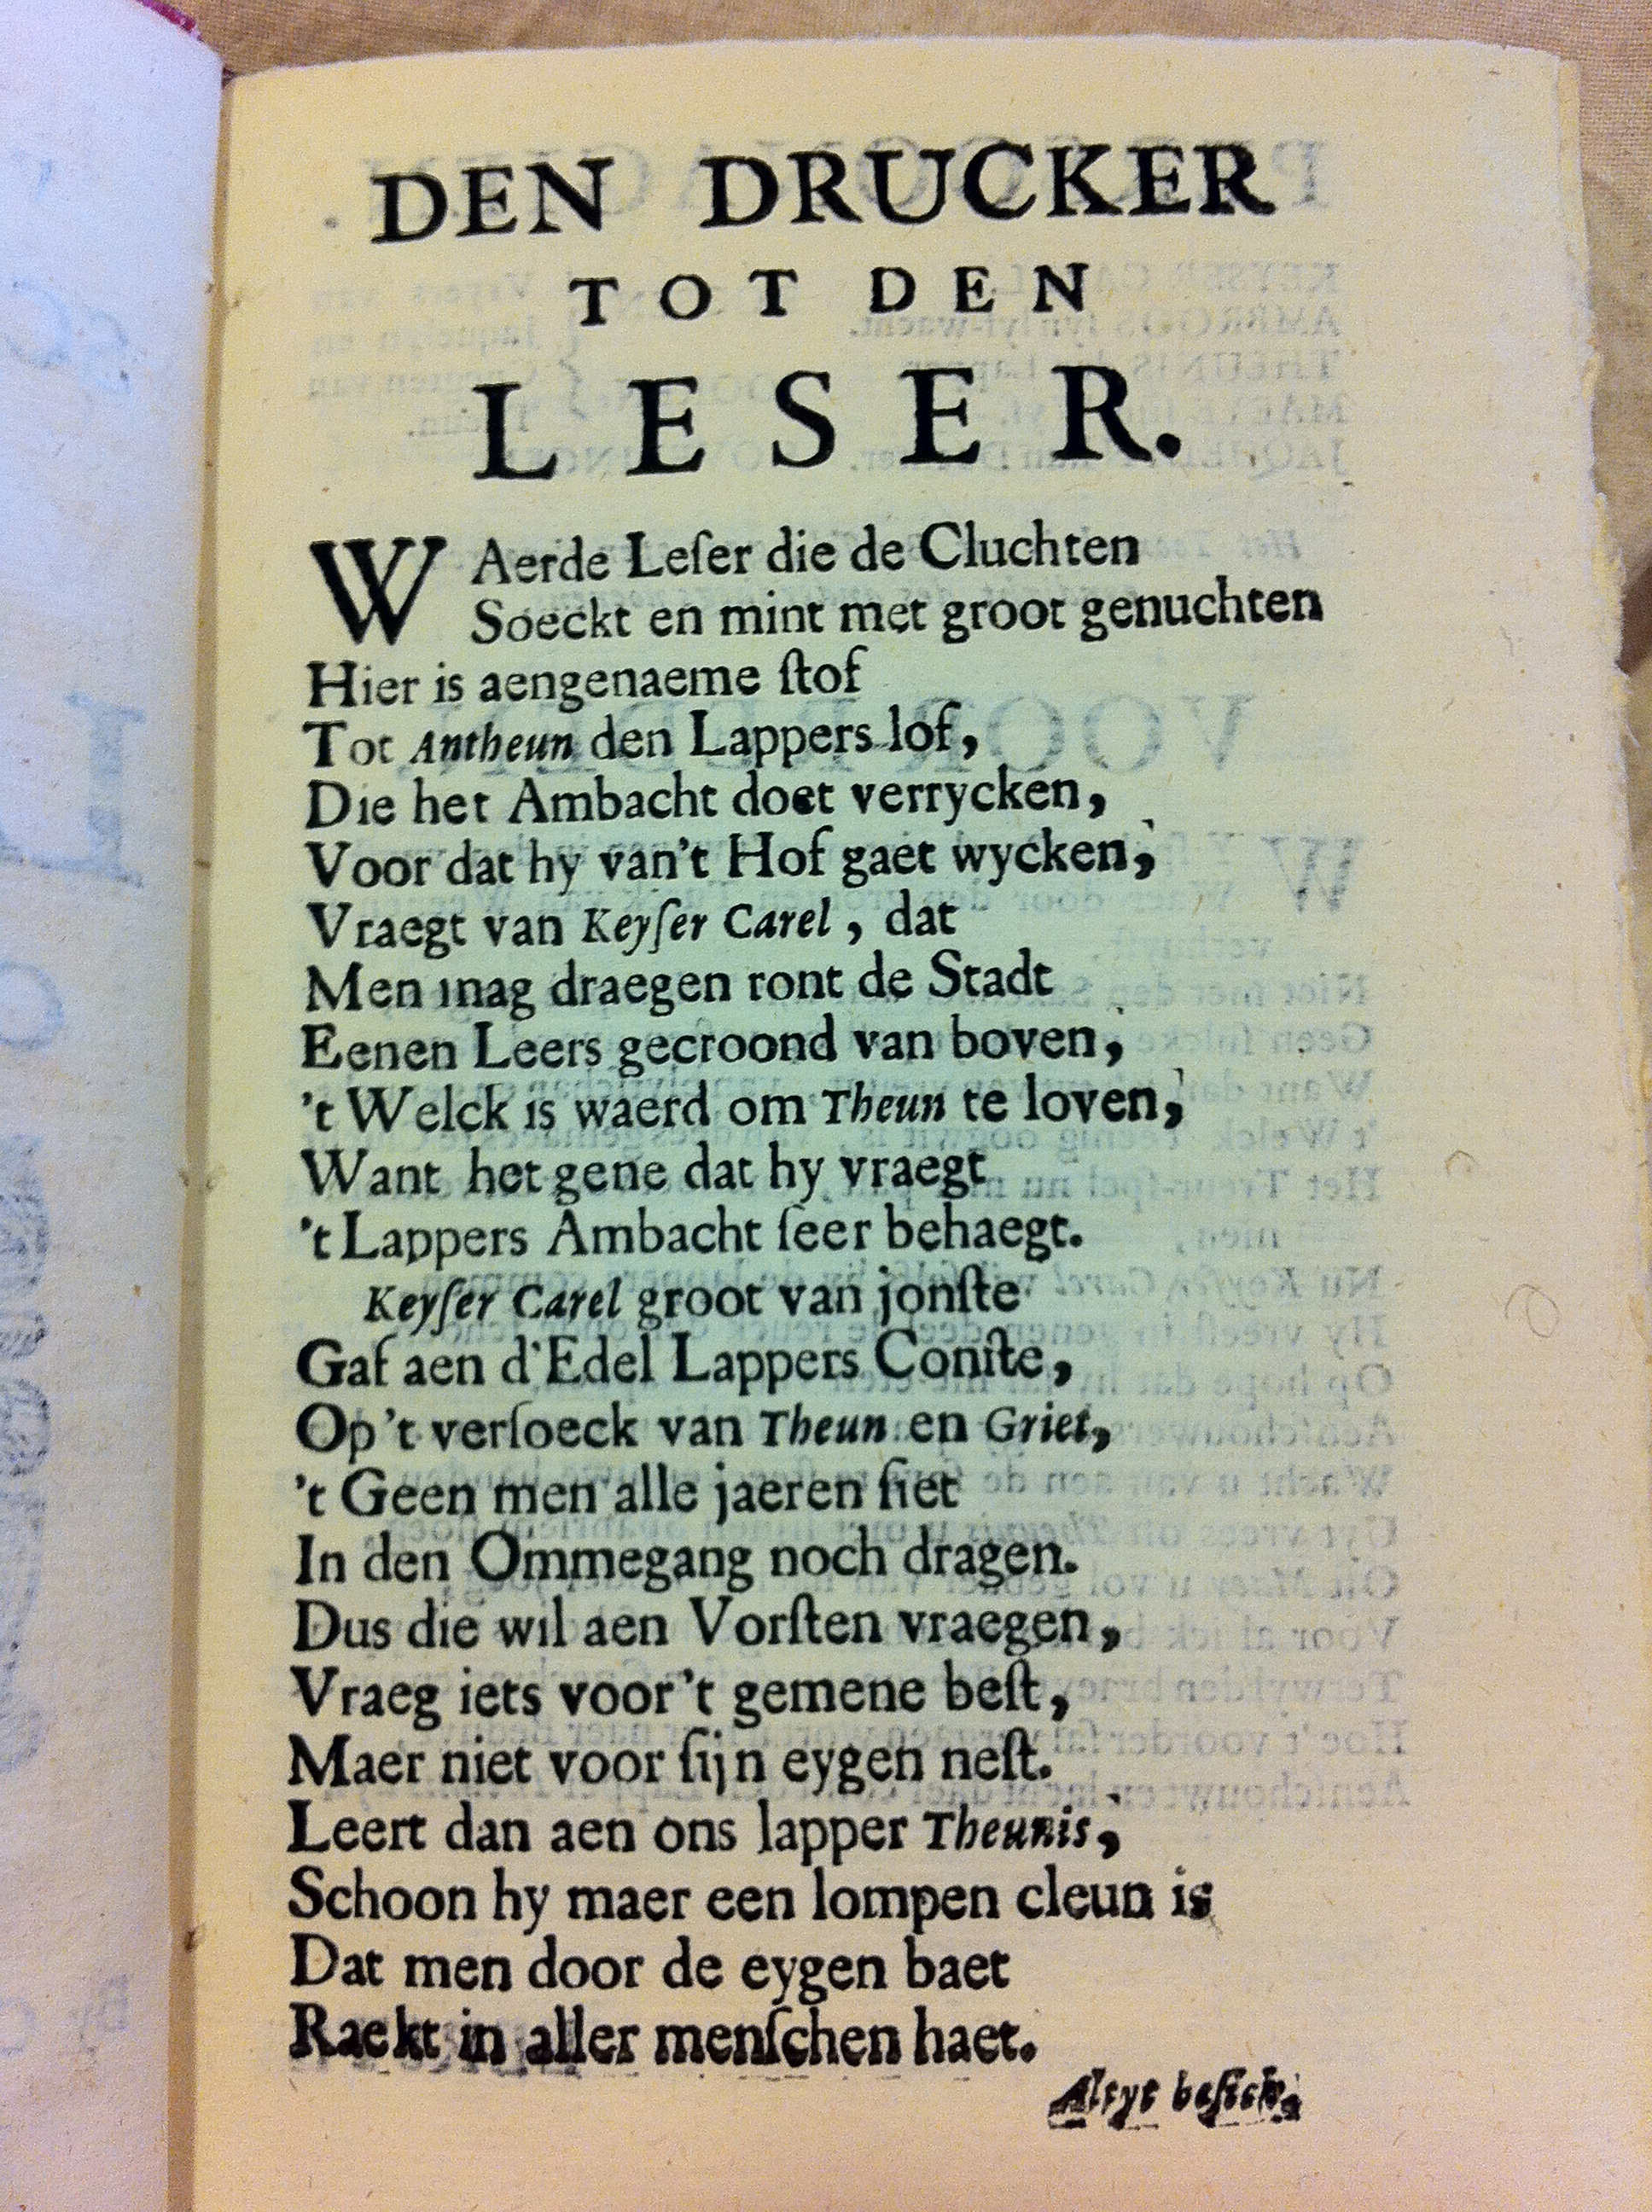 DEN DRUCKER
TOT DEN
LESER.
WAerde Leſer die de Cluchten
Soeckt en mint met groot genuchten
Hier is aengenaeme ſtof
Tot Antheun den Lappers lof,
Die het Ambacht doet verrycken,
Voor dat hy van't Hof gaet wycken,
Vraegt van Keyſer Carel, dat
Men mag draegen ront de Stadt
Eenen Leers gecroond van boven,
't Welck is waerd om Theun te loven,
Want het gene dat hy vraegt
't Lappers Ambacht ſeer behaegt.
Keyſer Carel groot van jonſte
Gaf aen d'Edel Lappers Conſte,
Op't verſoeck van Theun en Griet,
't Geen men alle jaeren ſiet
In den Ommegang noch dragen.
Dus die wil aen Vorſten vraegen,
Vraeg iets voor't gemene beſt,
Maer niet voor ſijn eygen neſt.
Leert dan aen ons lapper Theunis,
Schoon hy maer een lompen cleun is
Dat men door de eygen baet
Raekt in aller menſchen haet.
Altyt beſich.